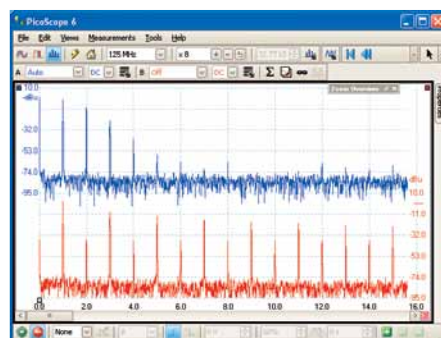 PicoScope 6
File Edit Views Measurements Tools Help
125 MHz x 8
A Auto DC B Off DC Σ
10.0
dBu
-32.0
-53.0
-74.0
-95.0
Zoom Overview
Properties
dBu
10.0
-11.0
-32.0
-53.0
-74.0
-95.0
0.0 2.0 4.0 6.0 8.0 10.0 12.0 14.0 16.0
None